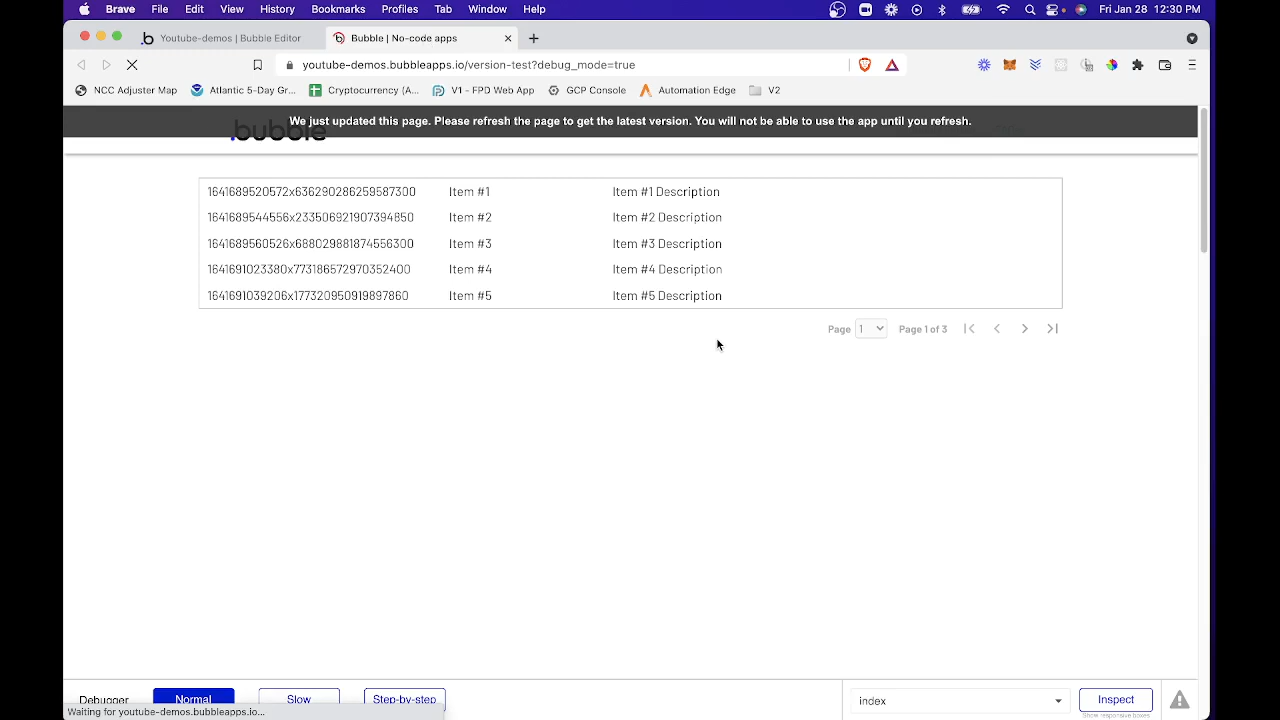 Brave File Edit View History Bookmarks Profiles Tab Window Help Fri Jan 28 12:30 PM
Youtube-demos | Bubble Editor Bubble | No-code apps
youtube-demos.bubbleapps.io/version-test?debug_mode=true
NCC Adjuster Map Atlantic 5-Day Gr... Cryptocurrency (A... V1 - FPD Web App GCP Console Automation Edge V2
We just updated this page. Please refresh the page to get the latest version. You will not be able to use the app until you refresh.
.bubble
1641689520572x636290286259587300 Item #1 Item #1 Description
1641689544556x233506921907394850 Item #2 Item #2 Description
1641689560526x688029881874556300 Item #3 Item #3 Description
1641691023380x773186572970352400 Item #4 Item #4 Description
1641691039206x177320950919897860 Item #5 Item #5 Description
Page 1 Page 1 of 3
Debugger Normal Slow Step-by-step index Inspect
Show responsive boxes
Waiting for youtube-demos.bubbleapps.io...